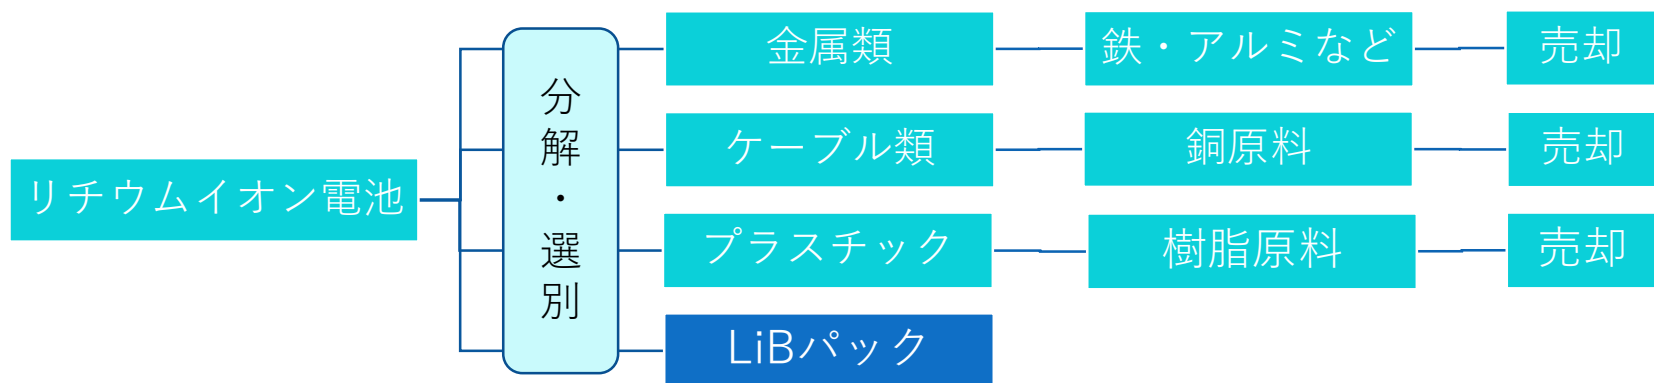 リチウムイオン電池
分解・選別
金属類
鉄・アルミなど
売却
ケーブル類
銅原料
売却
プラスチック
樹脂原料
売却
LiBパック